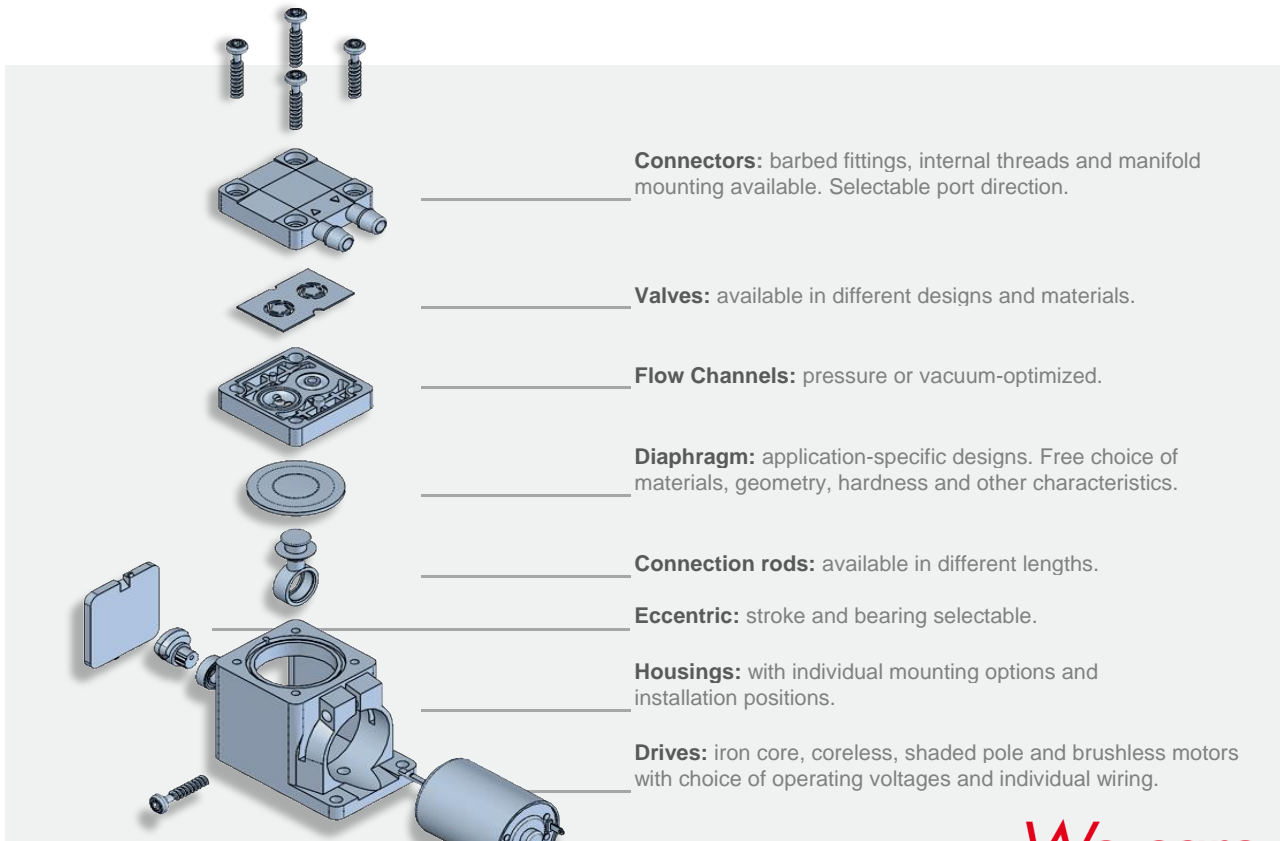 Connectors: barbed fittings, internal threads and manifold
mounting available. Selectable port direction.
Valves: available in different designs and materials.
Flow Channels: pressure or vacuum-optimized.
Diaphragm: application-specific designs. Free choice of
materials, geometry, hardness and other characteristics.
Connection rods: available in different lengths.
Eccentric: stroke and bearing selectable.
Housings: with individual mounting options and
installation positions.
Drives: iron core, coreless, shaded pole and brushless motors
with choice of operating voltages and individual wiring.